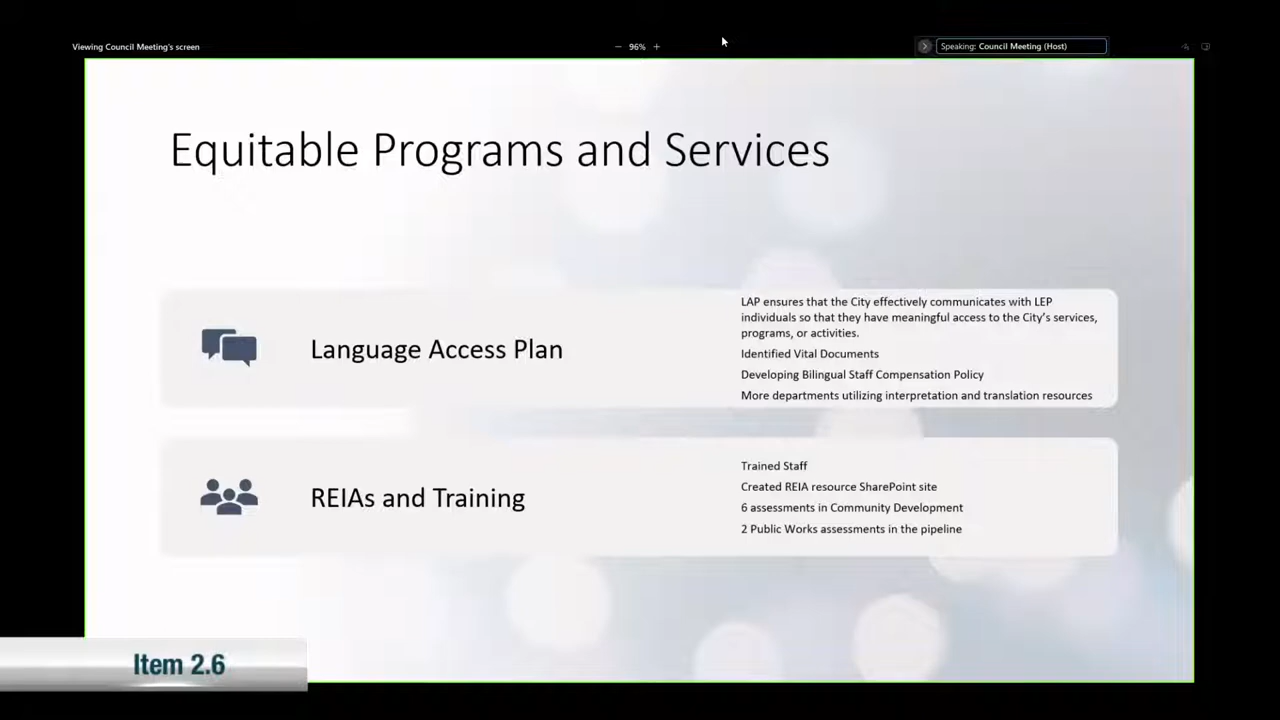 Viewing Council Meeting's screen
96%
Speaking: Council Meeting (Host)
Equitable Programs and Services
Language Access Plan
LAP ensures that the City effectively communicates with LEP
individuals so that they have meaningful access to the City's services,
programs, or activities.
Identified Vital Documents
Developing Bilingual Staff Compensation Policy
More departments utilizing interpretation and translation resources
REIAs and Training
Trained Staff
Created REIA resource SharePoint site
6 assessments in Community Development
2 Public Works assessments in the pipeline
Item 2.6